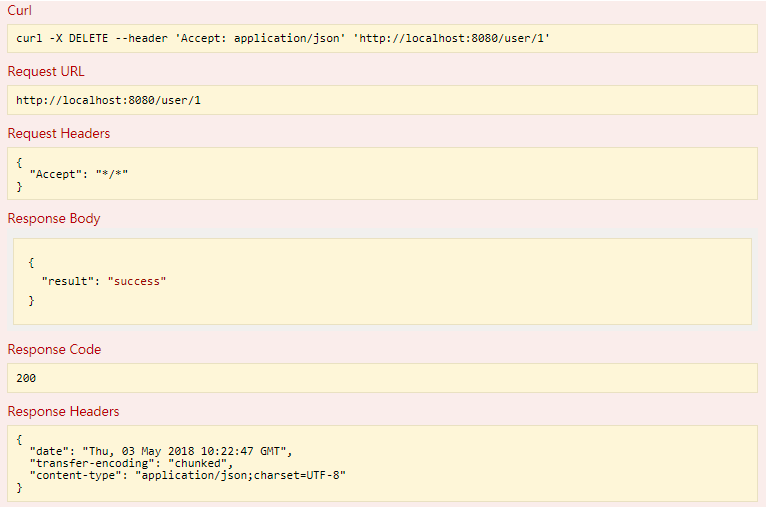 Curl
curl -X DELETE --header 'Accept: application/json' 'http://localhost:8080/user/1'
Request URL
http://localhost:8080/user/1
Request Headers
{
  "Accept": "*/*"
}
Response Body
{
  "result": "success"
}
Response Code
200
Response Headers
{
  "date": "Thu, 03 May 2018 10:22:47 GMT",
  "transfer-encoding": "chunked",
  "content-type": "application/json;charset=UTF-8"
}